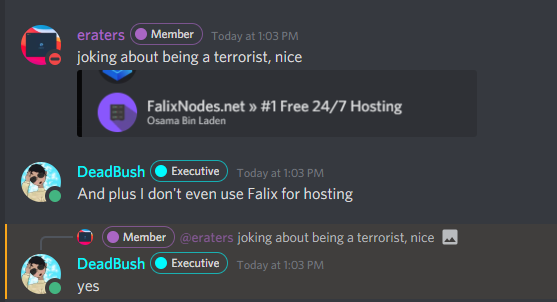 eraters Member Today at 1:03 PM
joking about being a terrorist, nice
FalixNodes.net » #1 Free 24/7 Hosting
Osama Bin Laden
DeadBush Executive Today at 1:03 PM
And plus I don't even use Falix for hosting
Member @eraters joking about being a terrorist, nice
DeadBush Executive Today at 1:03 PM
yes